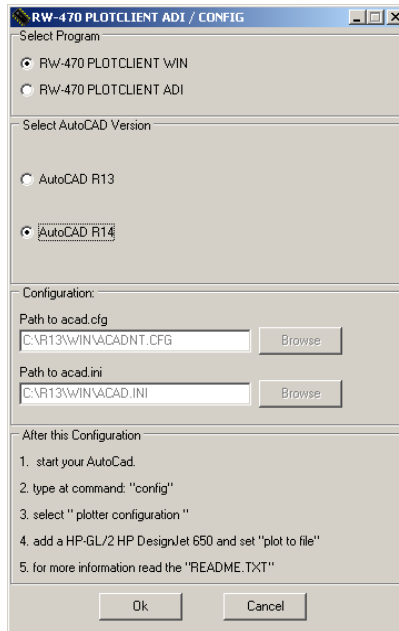 RW-470 PLOTCLIENT ADI / CONFIG
Select Program
RW-470 PLOTCLIENT WIN
RW-470 PLOTCLIENT ADI
Select AutoCAD Version
AutoCAD R13
AutoCAD R14
Configuration:
Path to acad.cfg
C:\R13\WIN\ACADNT.CFG Browse
Path to acad.ini
C:\R13\WIN\ACAD.INI Browse
After this Configuration
1. start your AutoCad.
2. type at command: "config"
3. select " plotter configuration "
4. add a HP-GL/2 HP DesignJet 650 and set "plot to file"
5. for more information read the "README.TXT"
Ok Cancel